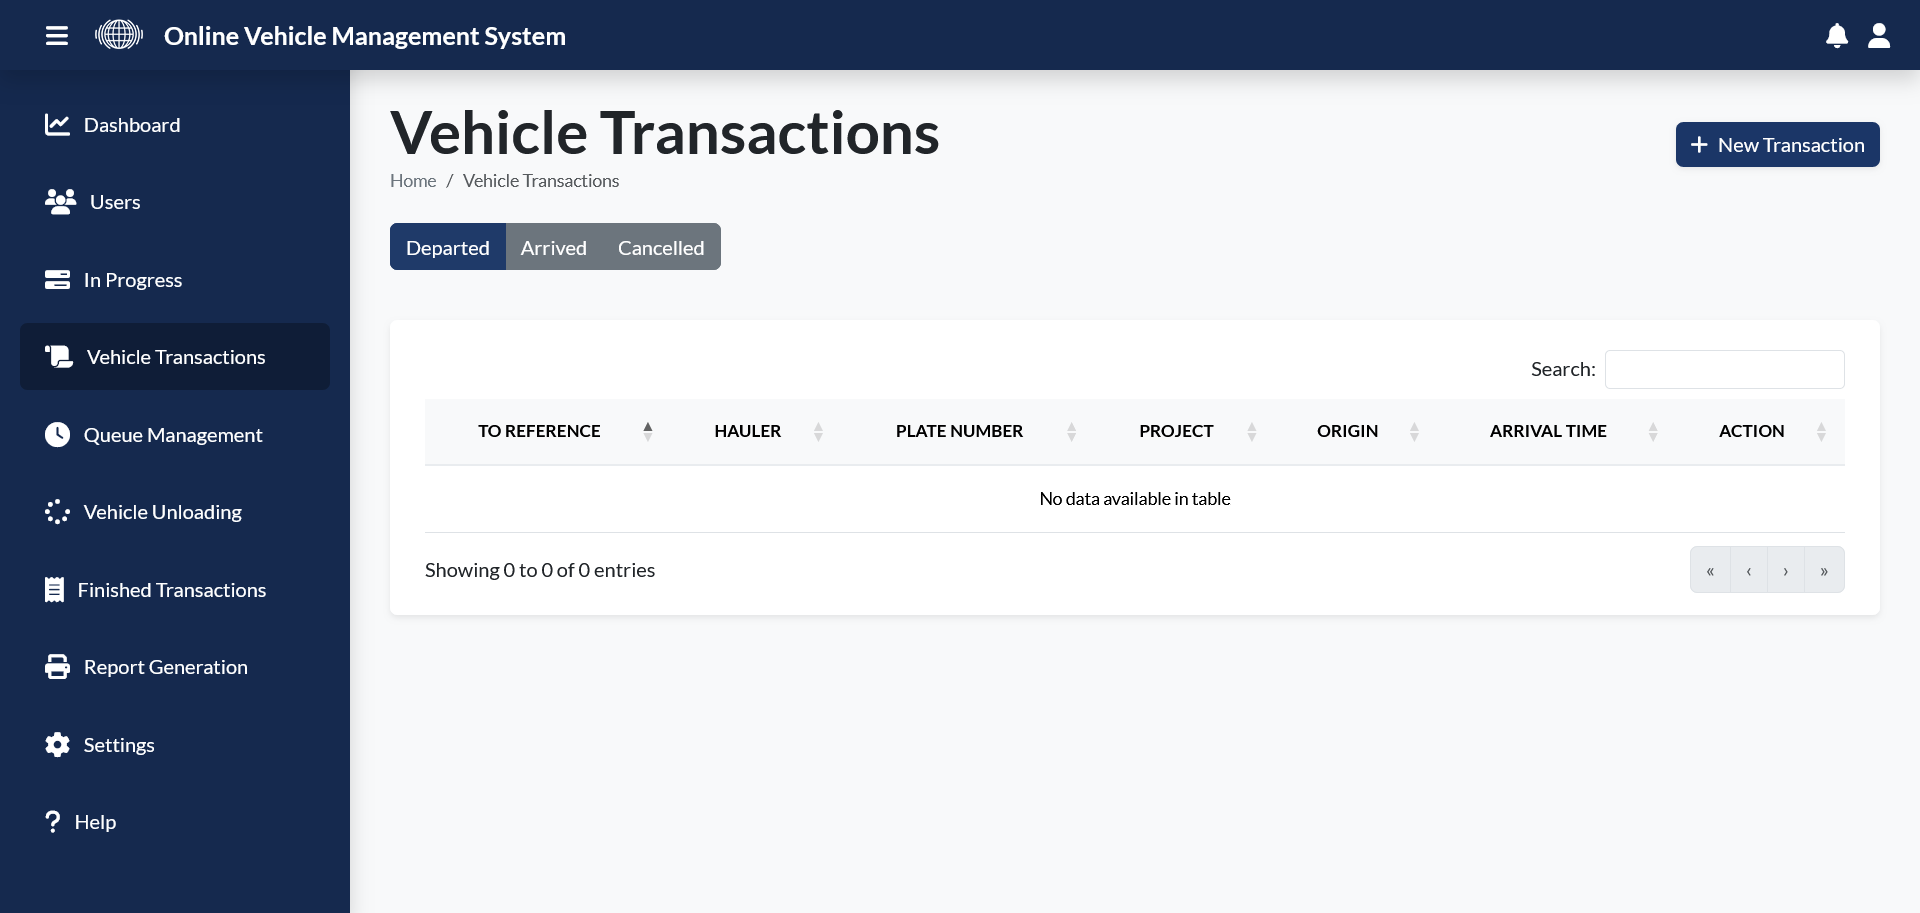 Online Vehicle Management System
Dashboard
Users
In Progress
Vehicle Transactions
Queue Management
Vehicle Unloading
Finished Transactions
Report Generation
Settings
Help
Vehicle Transactions
Home / Vehicle Transactions
New Transaction
Departed Arrived Cancelled
Search:
TO REFERENCE HAULER PLATE NUMBER PROJECT ORIGIN ARRIVAL TIME ACTION
No data available in table
Showing 0 to 0 of 0 entries
« ‹ › »